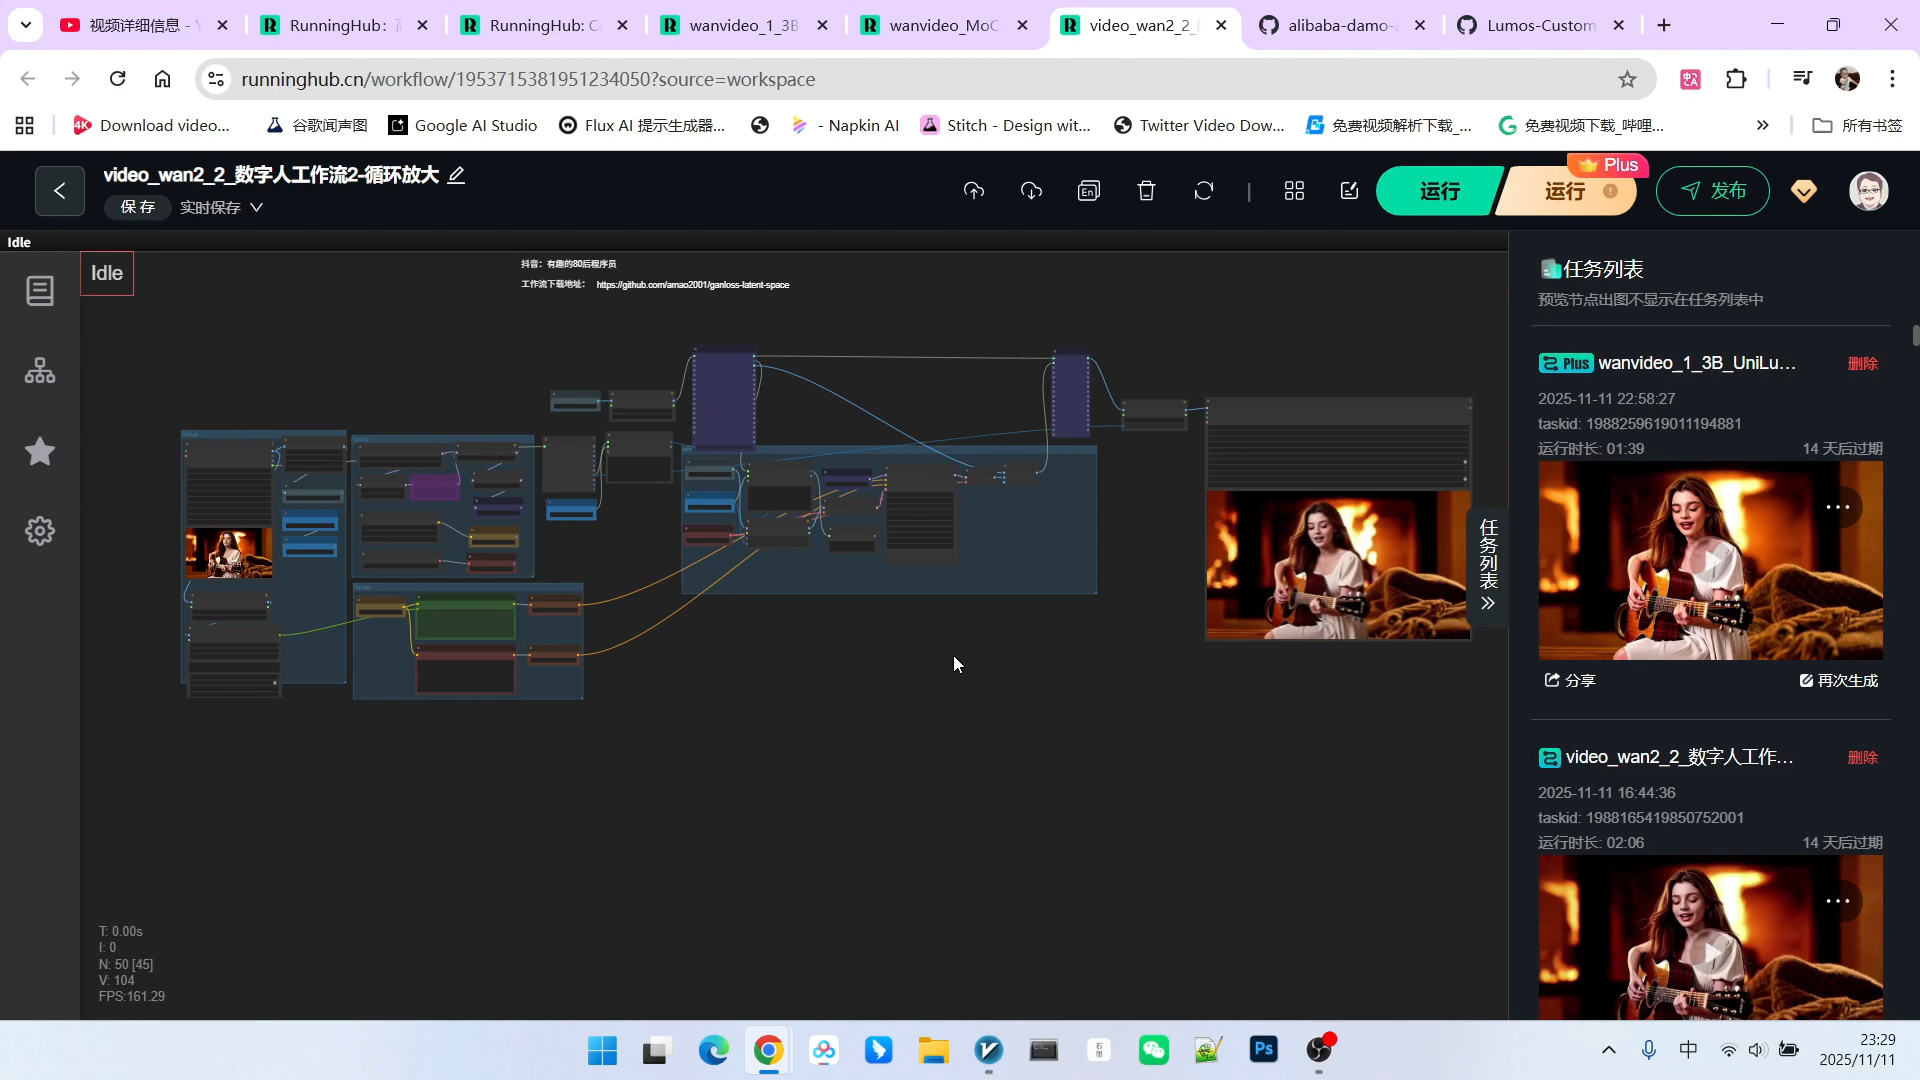 视频详细信息 -
RunningHub:
RunningHub: C
wanvideo_1_3B
wanvideo_MoC
video_wan2_2_
alibaba-damo-
Lumos-Custom
runninghub.cn/workflow/1953715381951234050?source=workspace
Download video...
谷歌闻声图
Google AI Studio
Flux AI 提示生成器...
- Napkin AI
Stitch - Design wit...
Twitter Video Dow...
免费视频解析下载_...
免费视频下载_哔哩...
所有书签
video_wan2_2_数字人工作流2-循环放大
保存
实时保存
运行
运行
Plus
发布
Idle
Idle
抖音：有趣的80后程序员
工作流下载地址： https://github.com/amao2001/ganloss-latent-space
任务列表
任务列表
预览节点出图不显示在任务列表中
Plus wanvideo_1_3B_UniLu...
删除
2025-11-11 22:58:27
taskid: 1988259619011194881
运行时长: 01:39
14 天后过期
分享
再次生成
video_wan2_2_数字人工作...
删除
2025-11-11 16:44:36
taskid: 1988165419850752001
运行时长: 02:06
14 天后过期
T: 0.00s
I: 0
N: 50 [45]
V: 104
FPS:161.29
Ps
中
23:29
2025/11/11